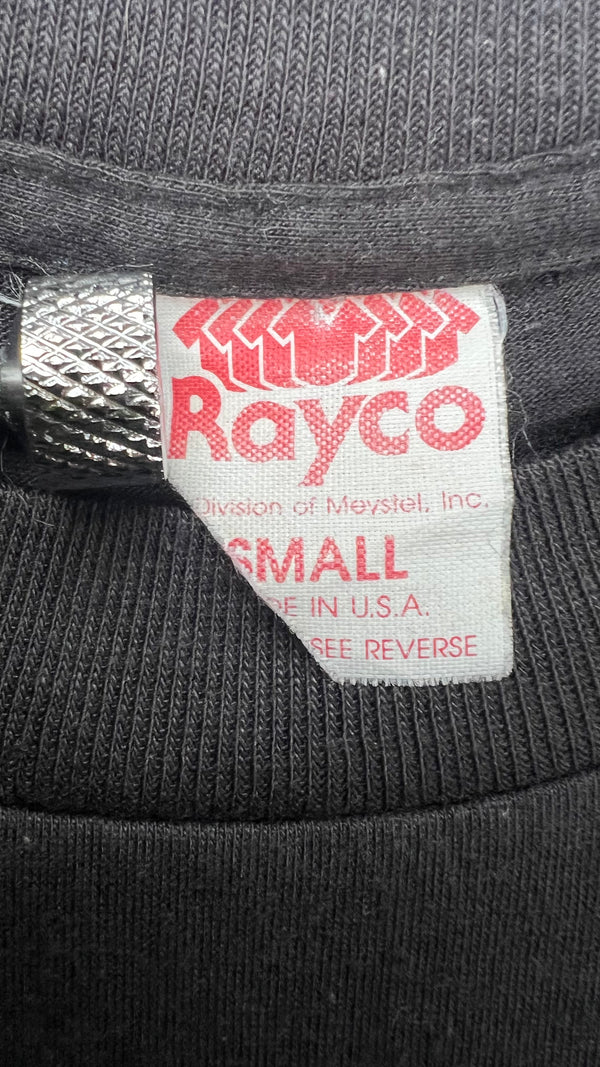 Rayco
Division of Meystel, Inc.
SMALL
IN U.S.A.
SEE REVERSE